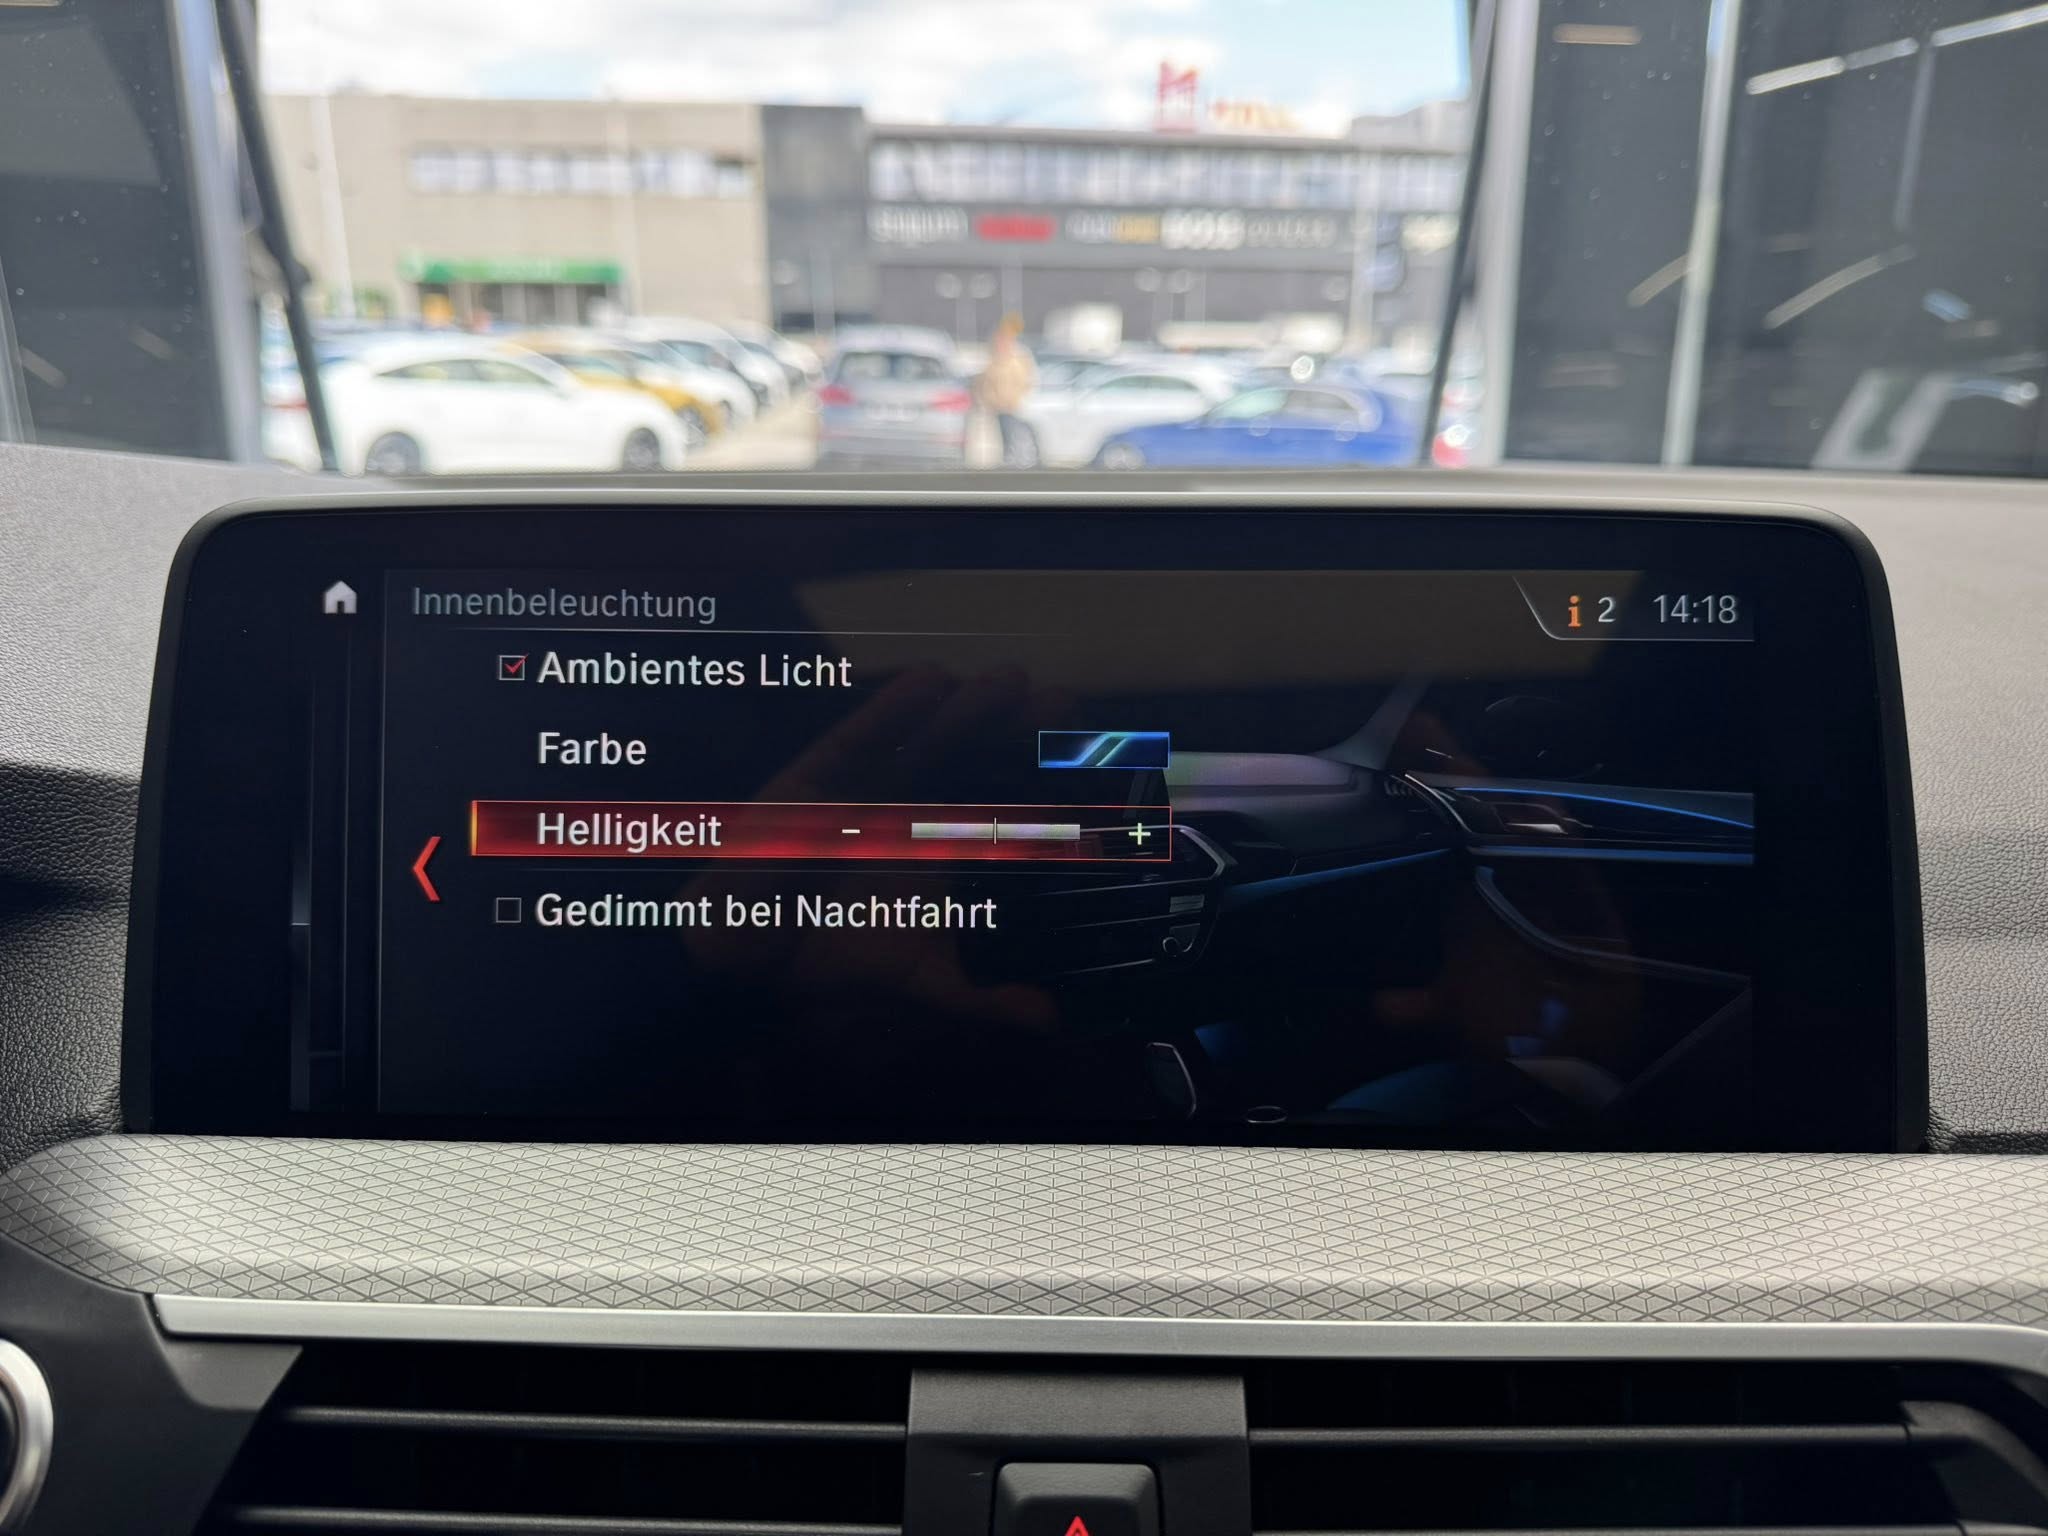 Innenbeleuchtung
i 2 14:18
Ambientes Licht
Farbe
Helligkeit - +
Gedimmt bei Nachtfahrt